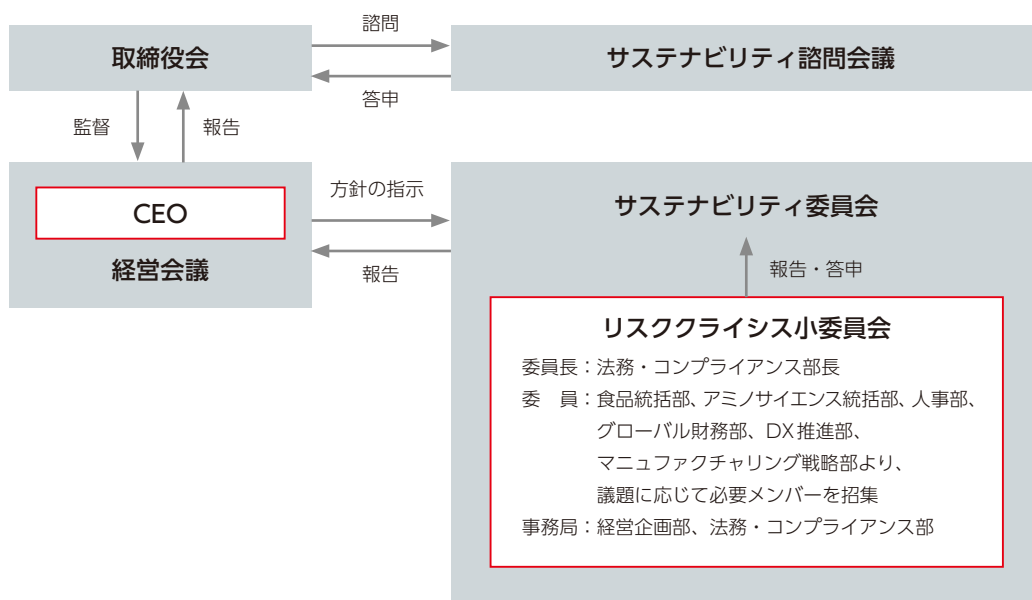 諮問
取締役会
サステナビリティ諮問会議
答申
監督
報告
方針の指示
CEO
サステナビリティ委員会
経営会議
報告
報告・答申
リスククライシス小委員会
委員長：法務・コンプライアンス部長
委　員：食品統括部、アミノサイエンス統括部、人事部、
グローバル財務部、DX推進部、
マニュファクチャリング戦略部より、
議題に応じて必要メンバーを招集
事務局：経営企画部、法務・コンプライアンス部